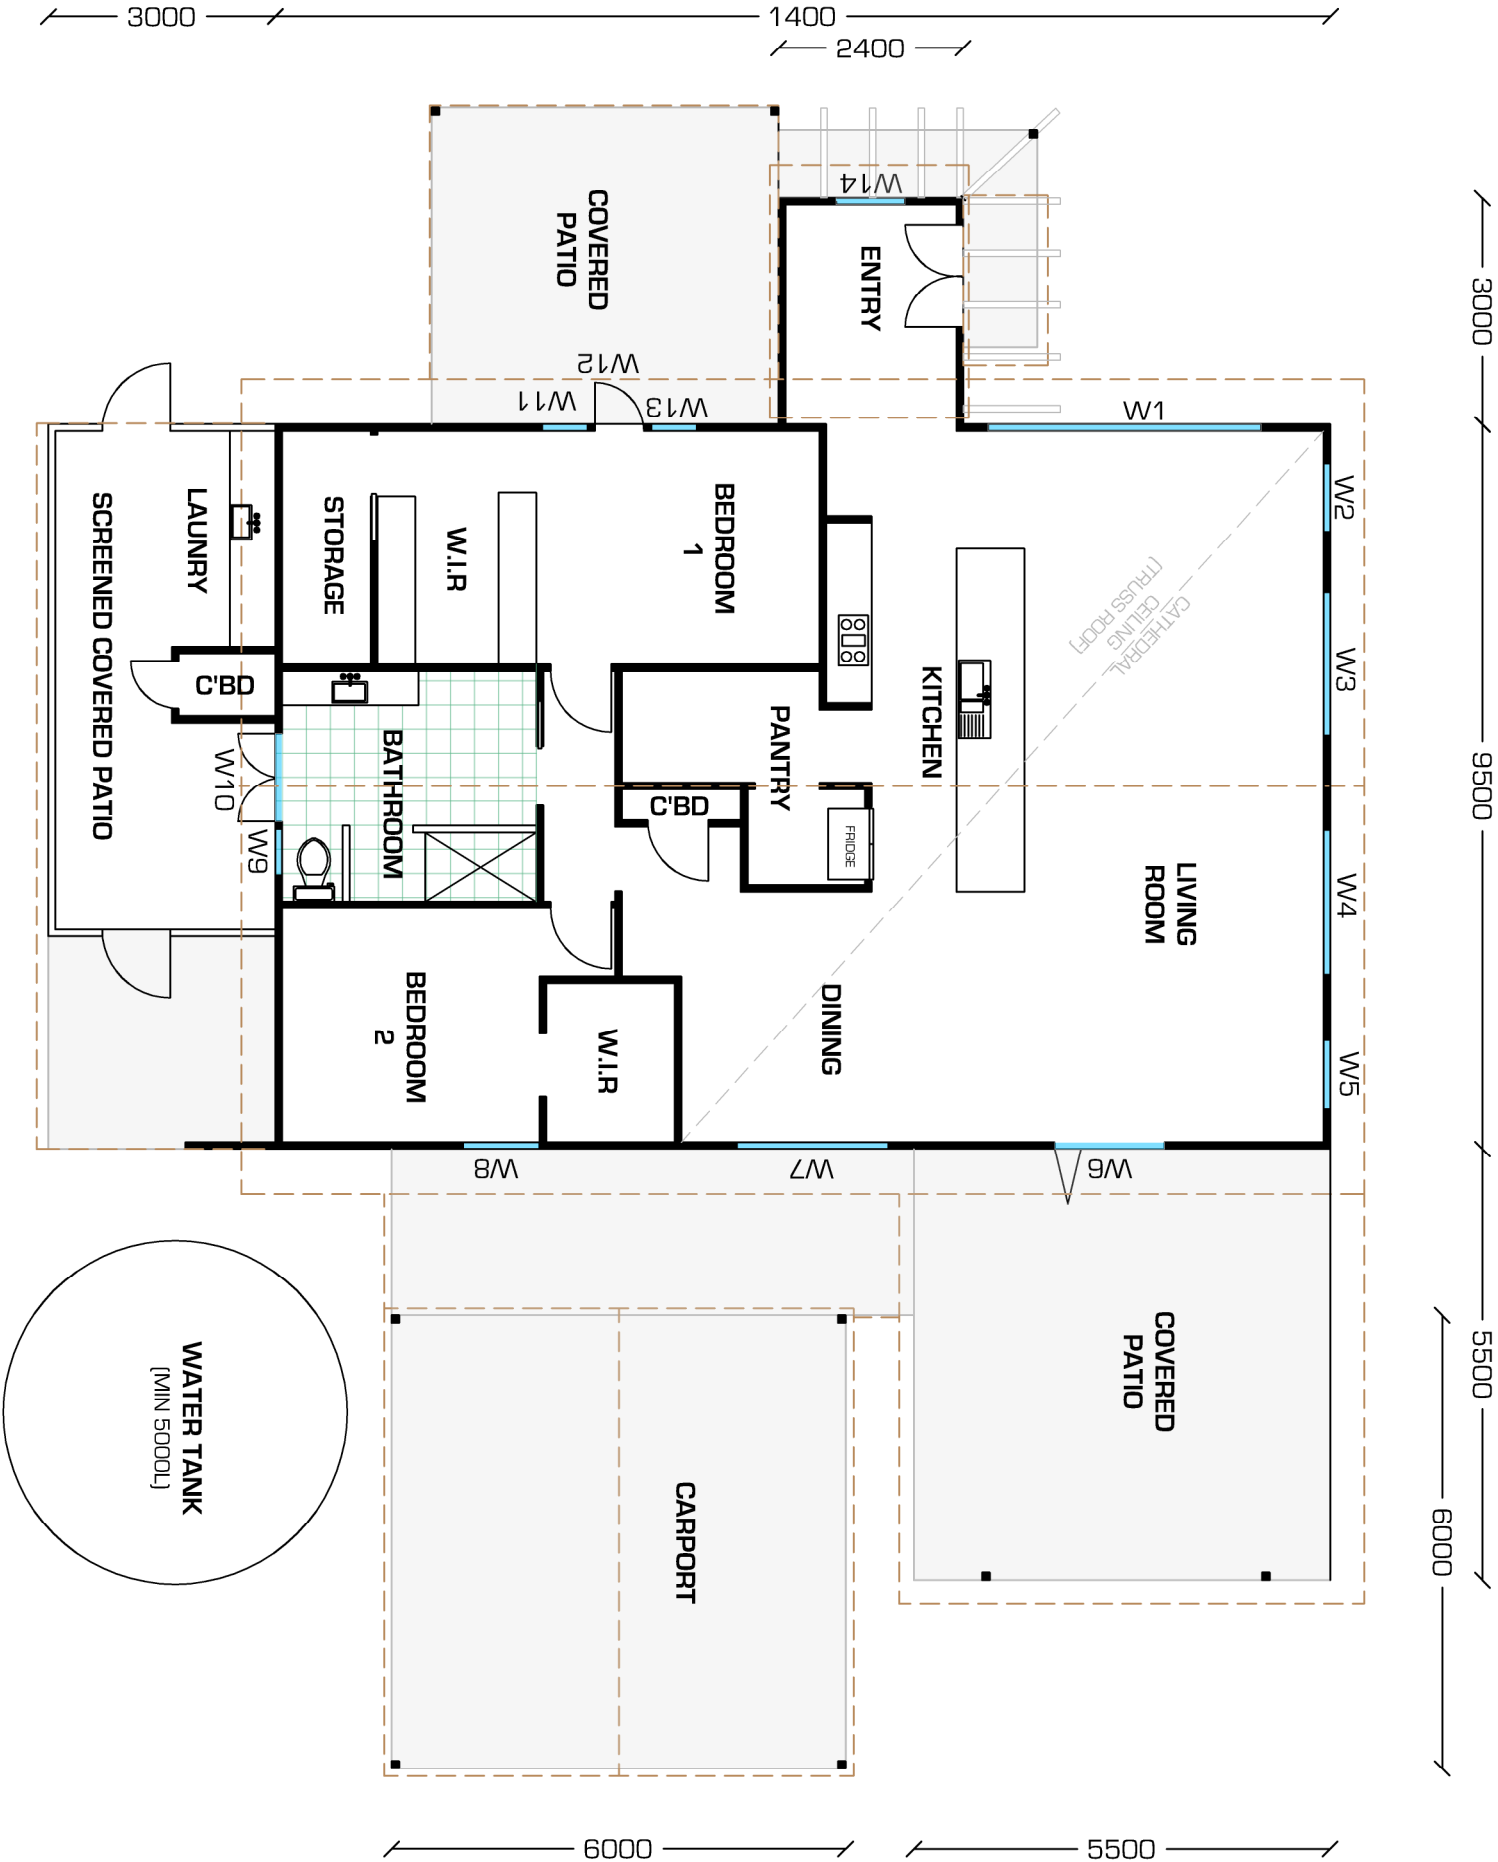 3000
1400
2400
W14
COVERED
PATIO
ENTRY
3000
W12
W11
W13
W1
SCREENED COVERED PATIO
LAUNRY
STORAGE
W.I.R
BEDROOM
1
W2
CATHEDRAL
CEILING
(TRUSS ROOF)
W3
C'BD
KITCHEN
PANTRY
BATHROOM
W10
W9
C'BD
FRIDGE
9500
LIVING
ROOM
W4
DINING
BEDROOM
2
W.I.R
W5
W8
W7
W6
WATER TANK
(MIN 5000L)
COVERED
PATIO
5500
CARPORT
6000
6000
5500